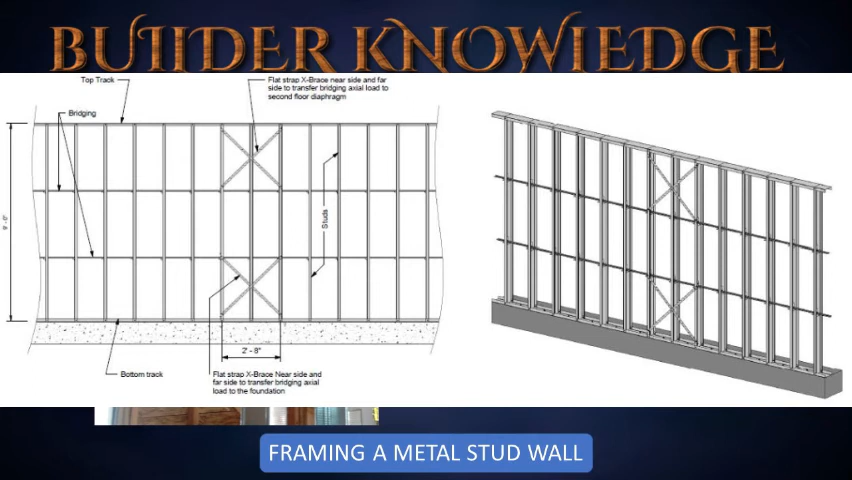 BUILDER KNOWLEDGE
Top Track
Flat strap X-Brace near side and far
side to transfer bridging axial load to
second floor diaphragm
Bridging
9' - 0"
Studs
2' - 8"
Bottom track
Flat strap X-Brace Near side and
far side to transfer bridging axial
load to the foundation
FRAMING A METAL STUD WALL